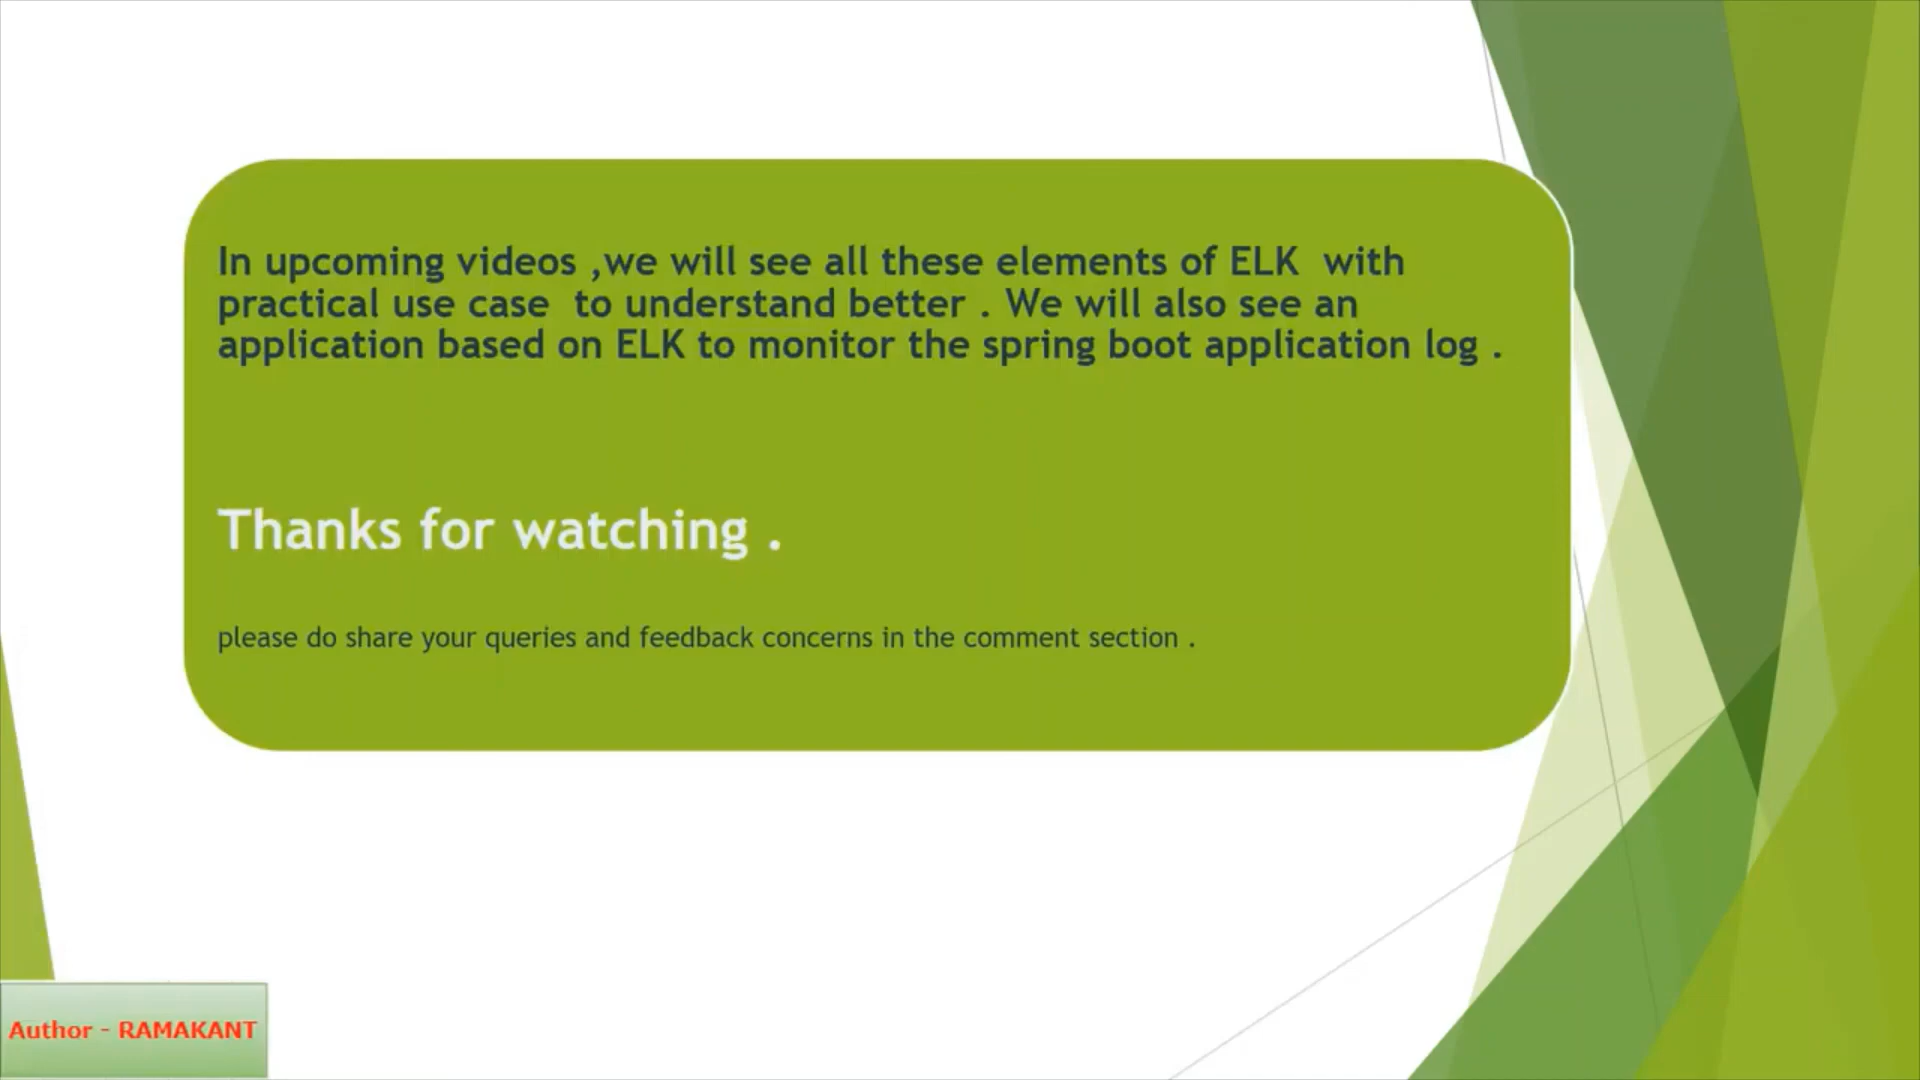 In upcoming videos ,we will see all these elements of ELK  with
practical use case  to understand better . We will also see an
application based on ELK to monitor the spring boot application log .
Thanks for watching .
please do share your queries and feedback concerns in the comment section .
Author - RAMAKANT